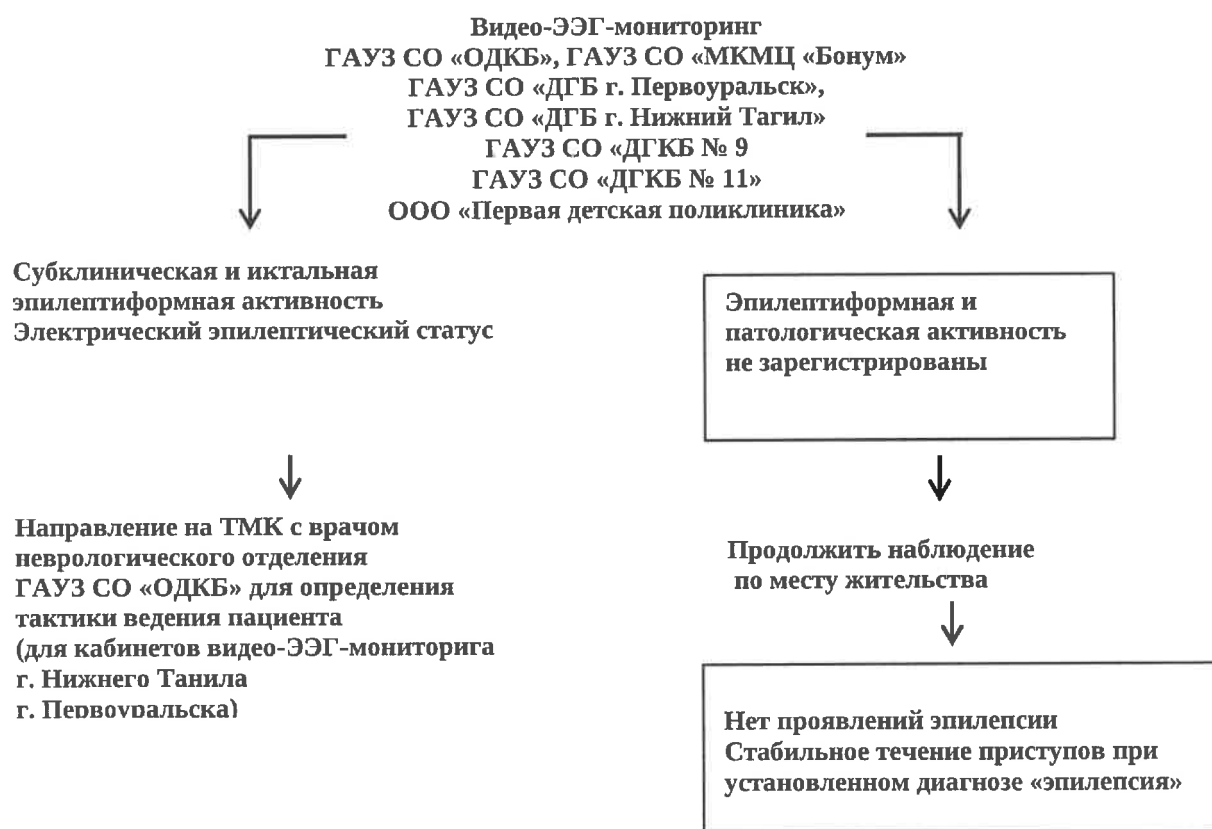 Видео-ЭЭГ-мониторинг
ГАУЗ СО «ОДКБ», ГАУЗ СО «МКМЦ «Бонум»
ГАУЗ СО «ДГБ г. Первоуральск»,
ГАУЗ СО «ДГБ г. Нижний Тагил»
ГАУЗ СО «ДГКБ № 9
ГАУЗ СО «ДГКБ № 11»
ООО «Первая детская поликлиника»
Субклиническая и иктальная
эпилептиформная активность
Электрический эпилептический статус
Эпилептиформная и
патологическая активность
не зарегистрированы
Направление на ТМК с врачом
неврологического отделения
ГАУЗ СО «ОДКБ» для определения
тактики ведения пациента
(для кабинетов видео-ЭЭГ-мониторига
г. Нижнего Танила
г. Первоуральска)
Продолжить наблюдение
по месту жительства
Нет проявлений эпилепсии
Стабильное течение приступов при
установленном диагнозе «эпилепсия»